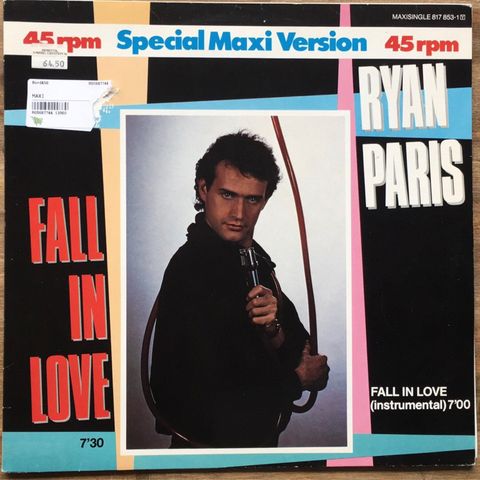 MAXISINGLE 817 853-1
45 rpm Special Maxi Version 45 rpm
64.50
MAXI
RYAN
PARIS
FALL
IN
LOVE
7'30
FALL IN LOVE
(instrumental) 7'00